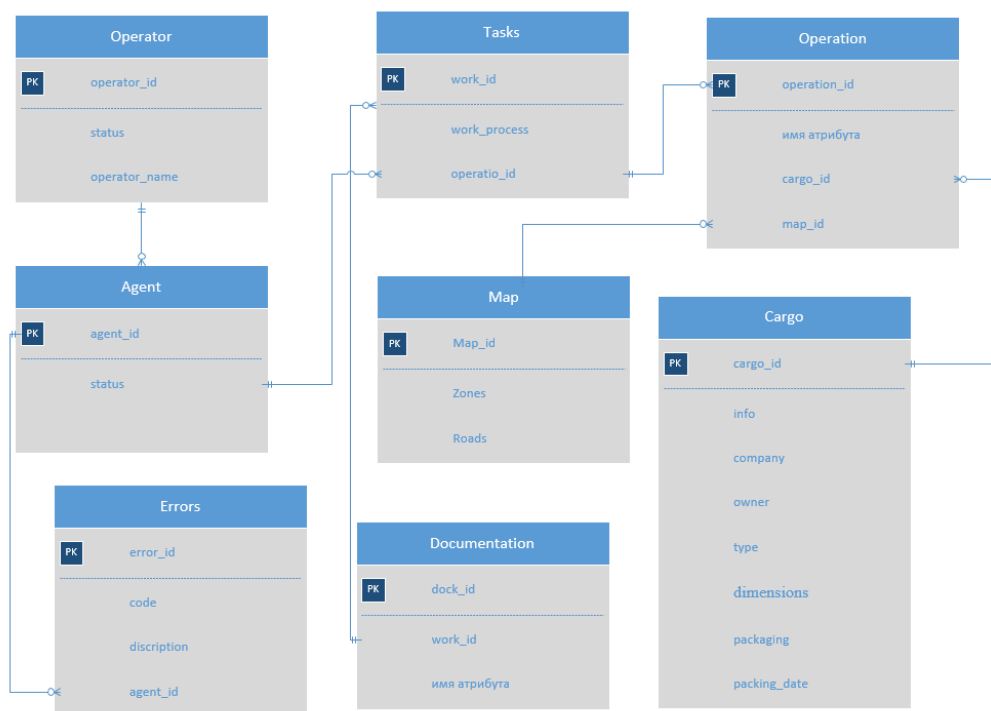 Operator
PK
operator_id
status
operator_name
Tasks
PK
work_id
work_process
operatio_id
Operation
PK
operation_id
имя атрибута
cargo_id
map_id
Agent
PK
agent_id
status
Map
PK
Map_id
Zones
Roads
Cargo
PK
cargo_id
info
company
owner
type
dimensions
packaging
packing_date
Errors
PK
error_id
code
discription
agent_id
Documentation
PK
dock_id
work_id
имя атрибута